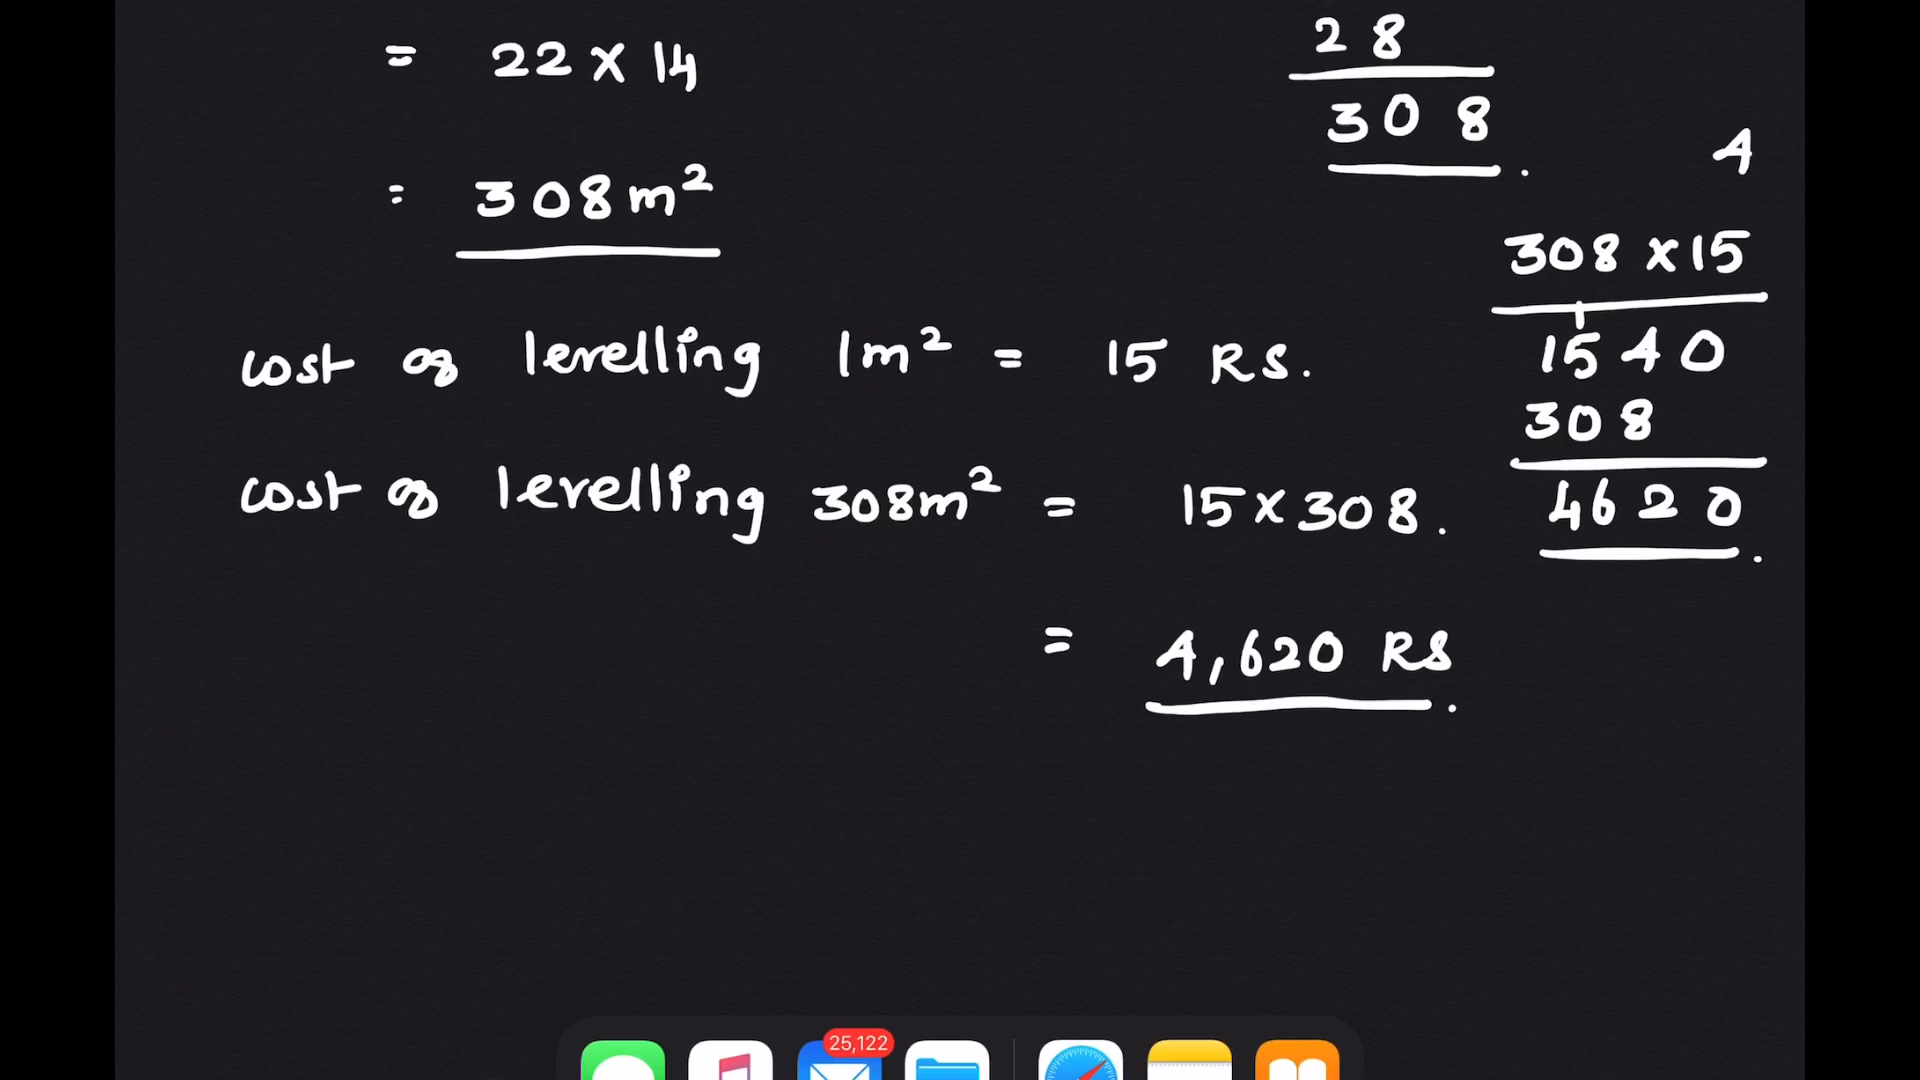 = 22 x 14
= 308 m²
cost of levelling 1m² = 15 Rs.
cost of levelling 308m² = 15 x 308.
= 4,620 Rs.
28
308.
4
308 x 15
1
1540
308
4620.
25,122